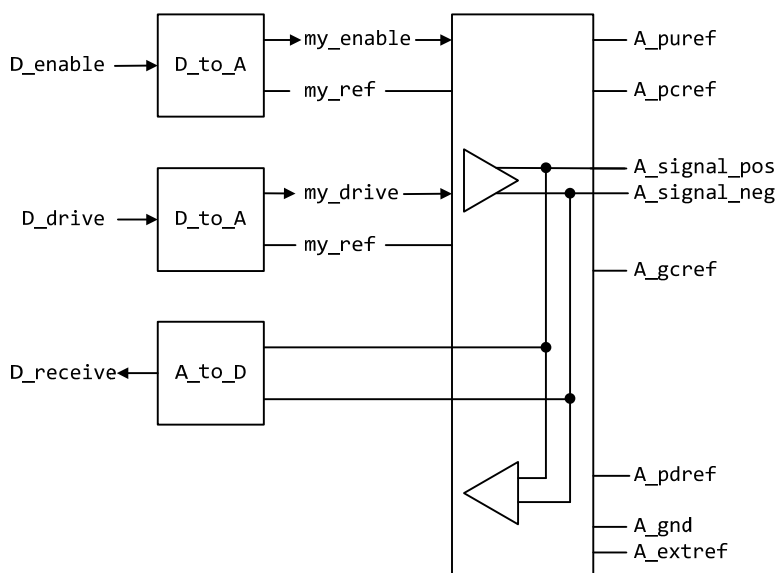 my_enable
A_puref
D_enable
D_to_A
my_ref
A_pcref
A_signal_pos
my_drive
A_signal_neg
D_drive
D_to_A
my_ref
A_gcref
D_receive
A_to_D
A_pdref
A_gnd
A_extref